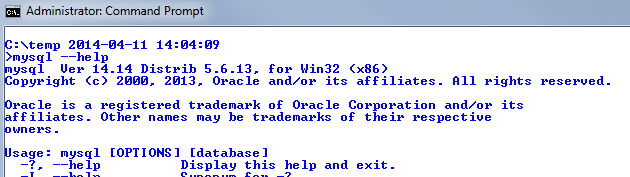 Administrator: Command Prompt
C:\temp 2014-04-11 14:04:09
>mysql --help
mysql  Ver 14.14 Distrib 5.6.13, for Win32 (x86)
Copyright (c) 2000, 2013, Oracle and/or its affiliates. All rights reserved.
Oracle is a registered trademark of Oracle Corporation and/or its
affiliates. Other names may be trademarks of their respective
owners.
Usage: mysql [OPTIONS] [database]
  -?, --help          Display this help and exit.
  -I, --help          Synonym for -?